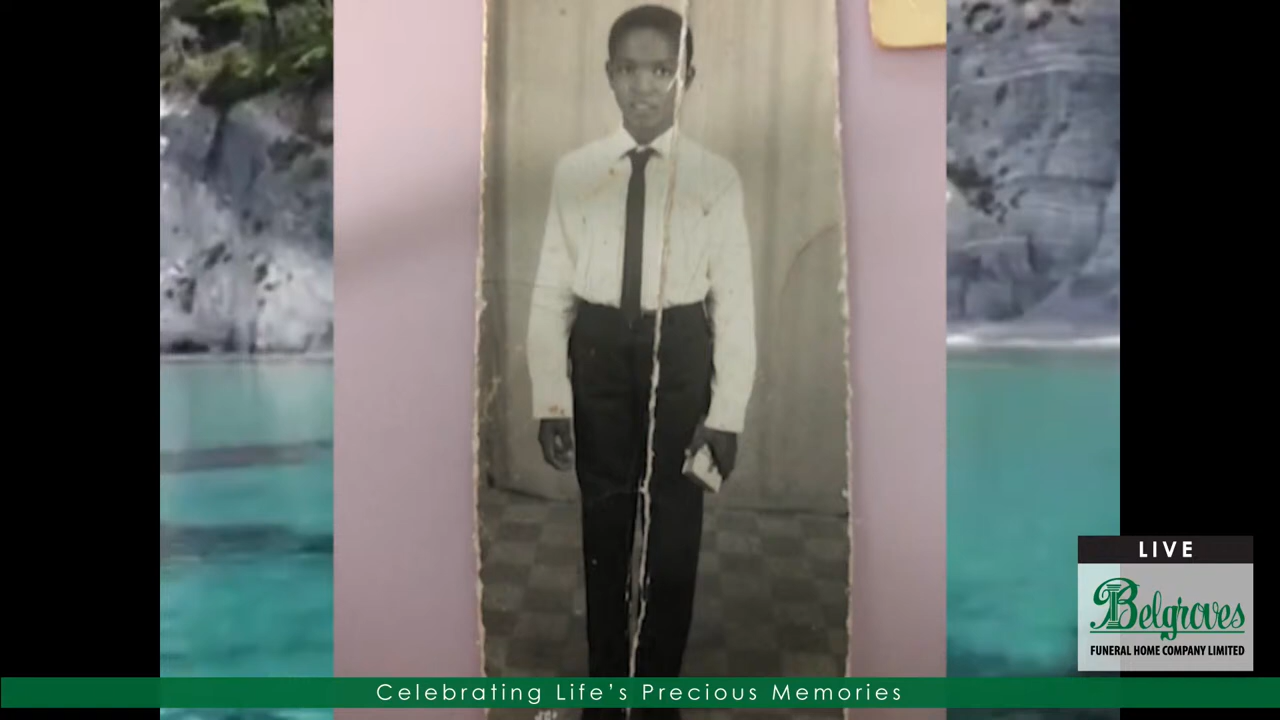 LIVE
Belgroves
FUNERAL HOME COMPANY LIMITED
Celebrating Life's Precious Memories